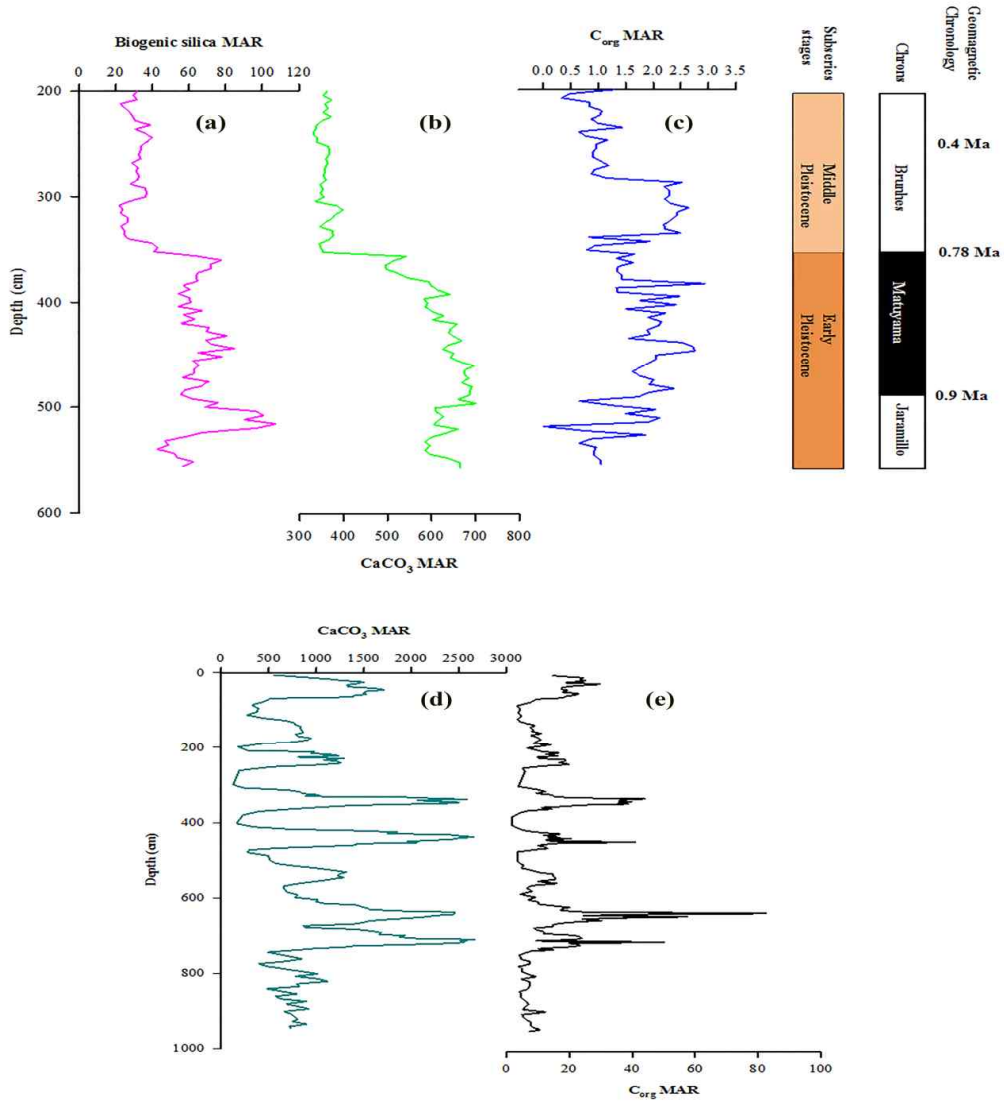 Biogenic silica MAR
0 20 40 60 80 100 120
C_org MAR
0.0 0.5 1.0 1.5 2.0 2.5 3.0 3.5
Subseries
stages
Chrons
Geomagnetic
Chronology
200
300
400
500
600
Depth (cm)
(a)
(b)
(c)
Middle
Pleistocene
Early
Pleistocene
Brunhes
Matuyama
Jaramillo
0.4 Ma
0.78 Ma
0.9 Ma
300 400 500 600 700 800
CaCO₃ MAR
CaCO₃ MAR
0 500 1000 1500 2000 2500 3000
0
200
400
600
800
1000
Depth (cm)
(d)
(e)
0 20 40 60 80 100
C_org MAR